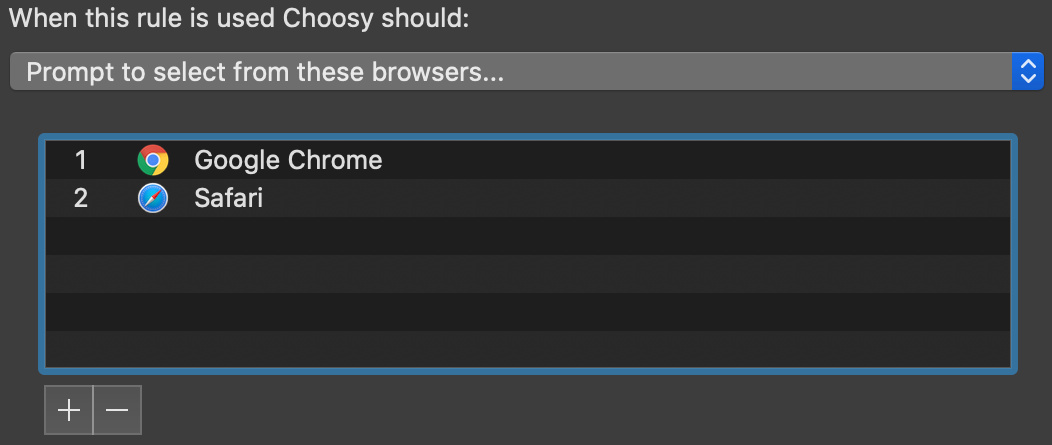 When this rule is used Choosy should:
Prompt to select from these browsers...
1 Google Chrome
2 Safari